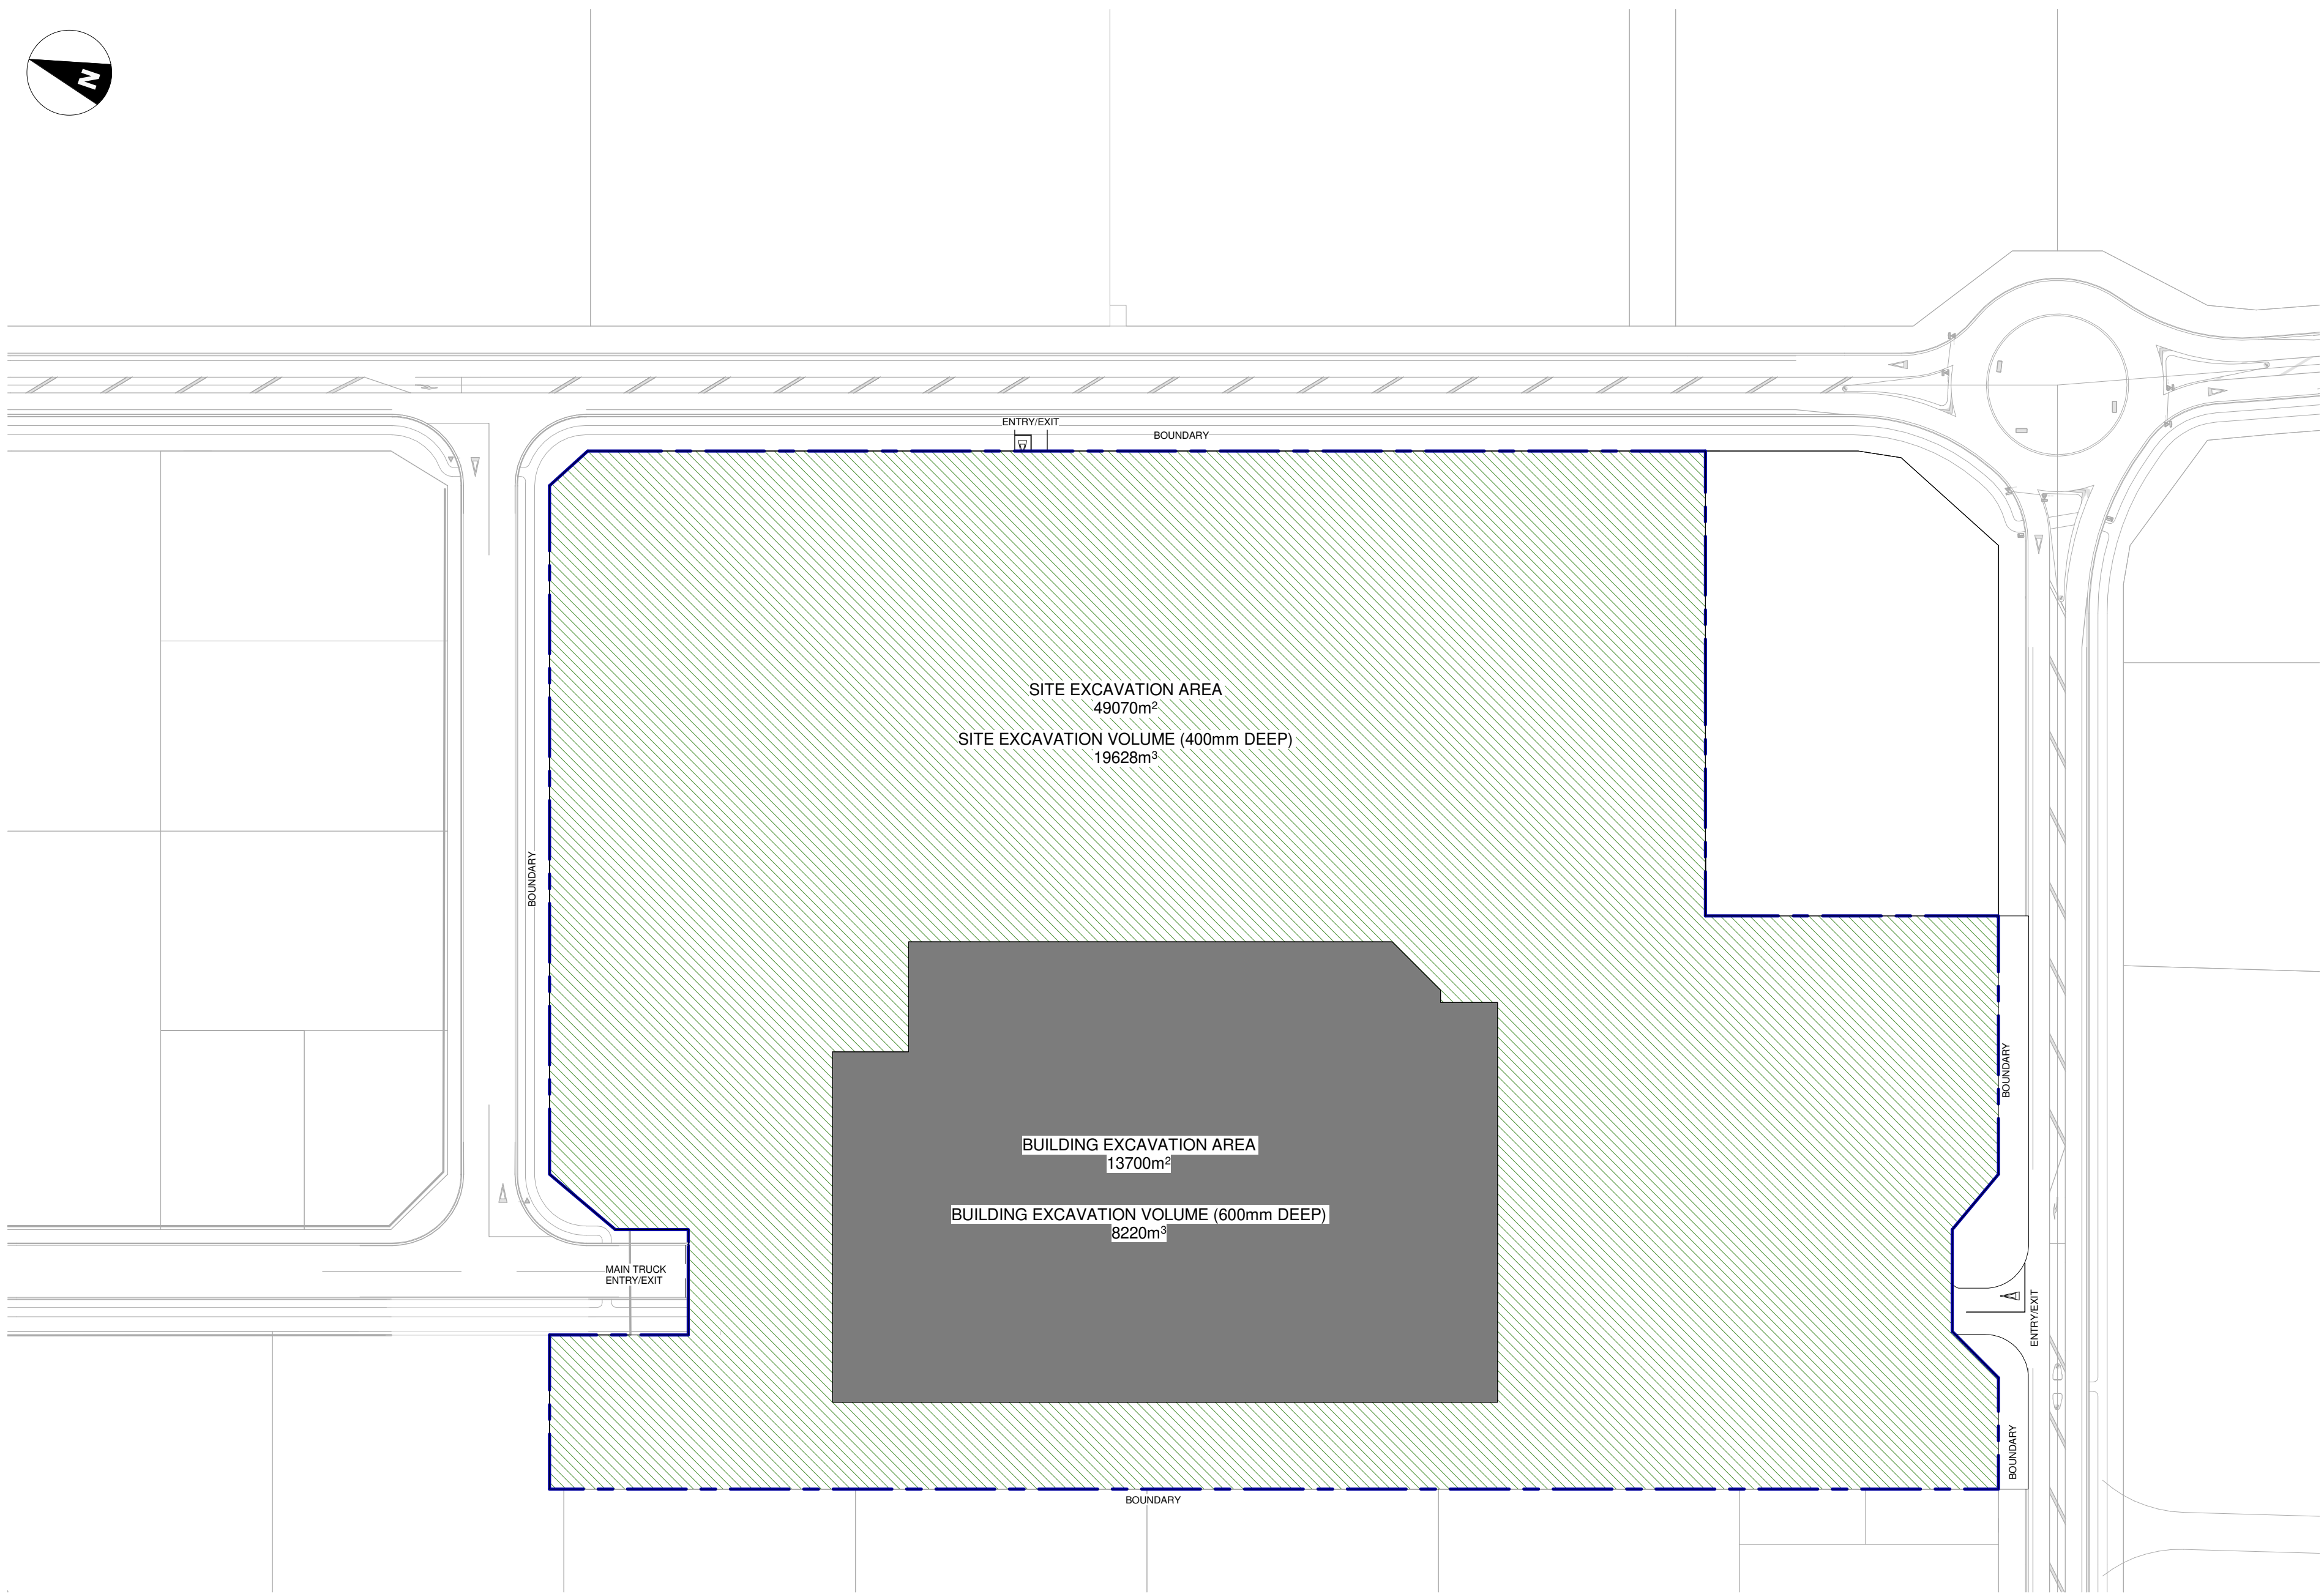 N
ENTRY/EXIT
BOUNDARY
SITE EXCAVATION AREA
49070m²
SITE EXCAVATION VOLUME (400mm DEEP)
19628m³
BOUNDARY
BOUNDARY
BUILDING EXCAVATION AREA
13700m²
BUILDING EXCAVATION VOLUME (600mm DEEP)
8220m³
MAIN TRUCK
ENTRY/EXIT
ENTRY/EXIT
BOUNDARY
BOUNDARY